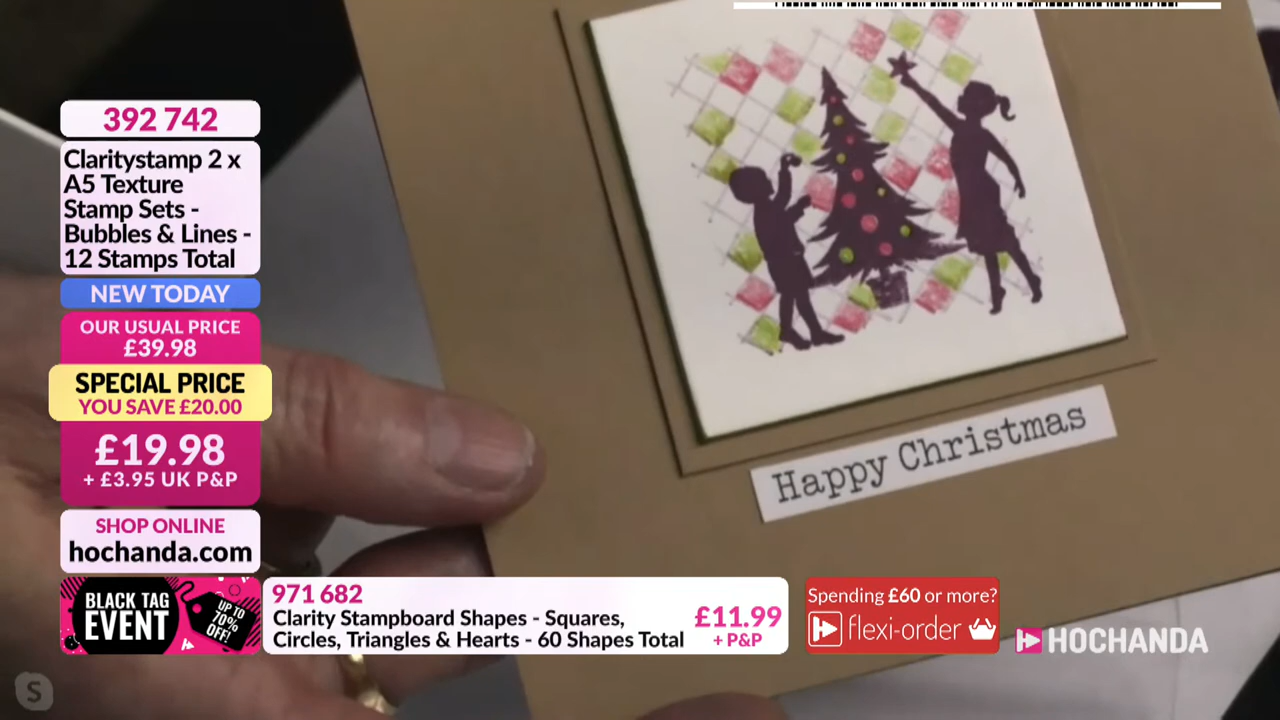 392 742
Claritystamp 2 x
A5 Texture
Stamp Sets -
Bubbles & Lines -
12 Stamps Total
NEW TODAY
OUR USUAL PRICE
£39.98
SPECIAL PRICE
YOU SAVE £20.00
£19.98
+ £3.95 UK P&P
SHOP ONLINE
hochanda.com
BLACK TAG
EVENT
UP TO
70%
OFF!
971 682
Clarity Stampboard Shapes - Squares,
Circles, Triangles & Hearts - 60 Shapes Total
£11.99
+ P&P
Spending £60 or more?
flexi-order
HOCHANDA
Happy Christmas
S